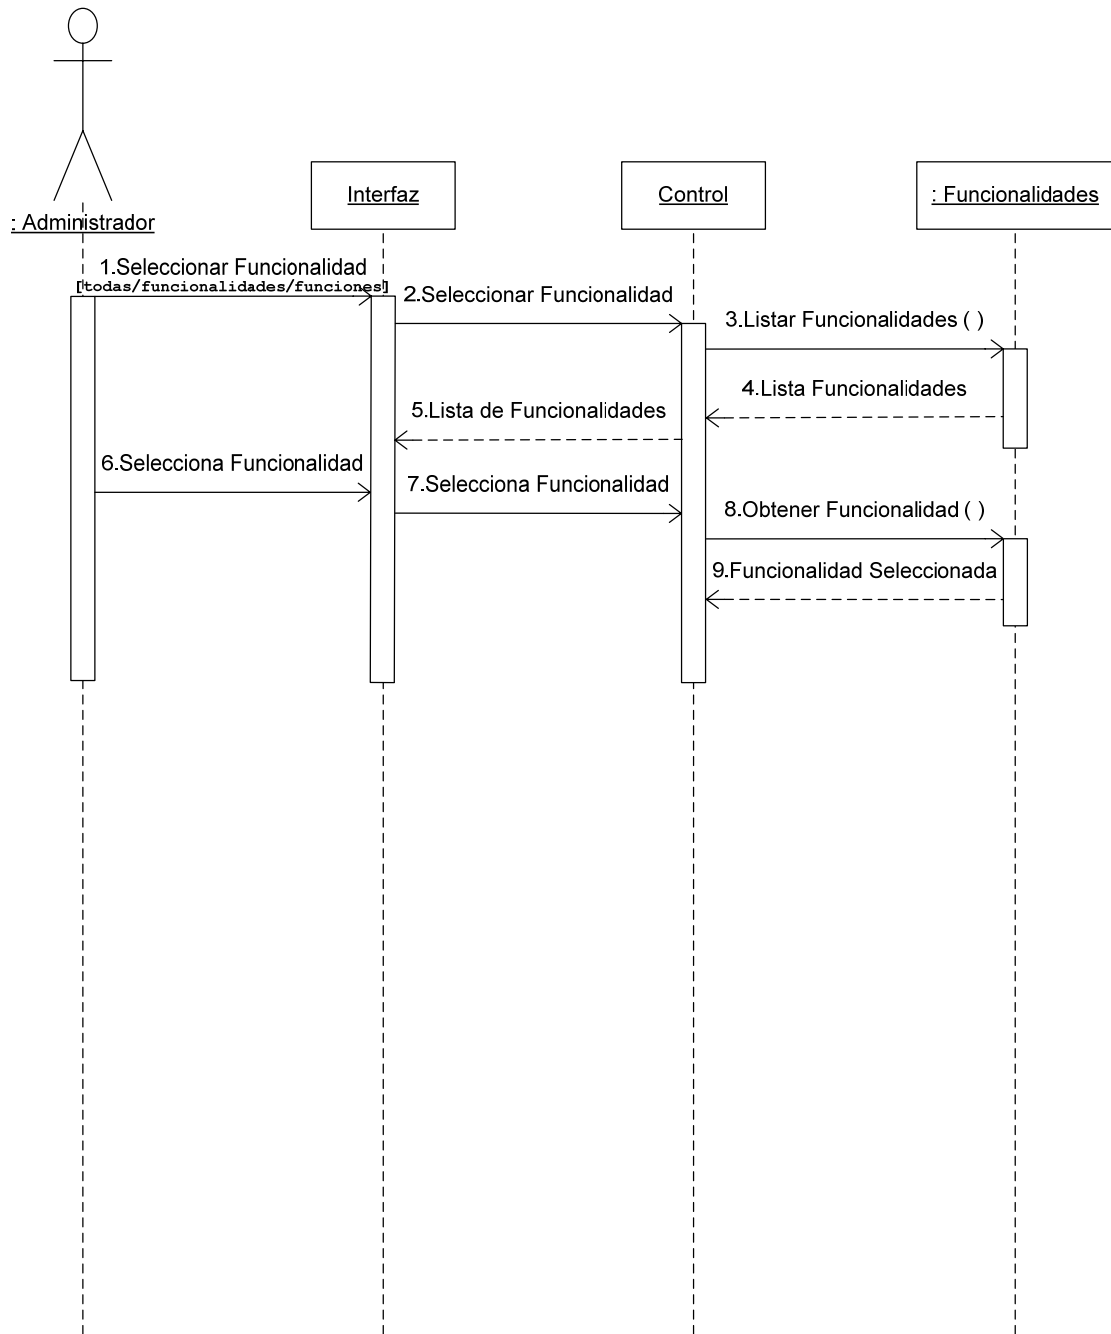 Interfaz
Control
: Funcionalidades
: Administrador
1.Seleccionar Funcionalidad
[todas/funcionalidades/funciones]
2.Seleccionar Funcionalidad
3.Listar Funcionalidades ( )
4.Lista Funcionalidades
5.Lista de Funcionalidades
6.Selecciona Funcionalidad
7.Selecciona Funcionalidad
8.Obtener Funcionalidad ( )
9.Funcionalidad Seleccionada